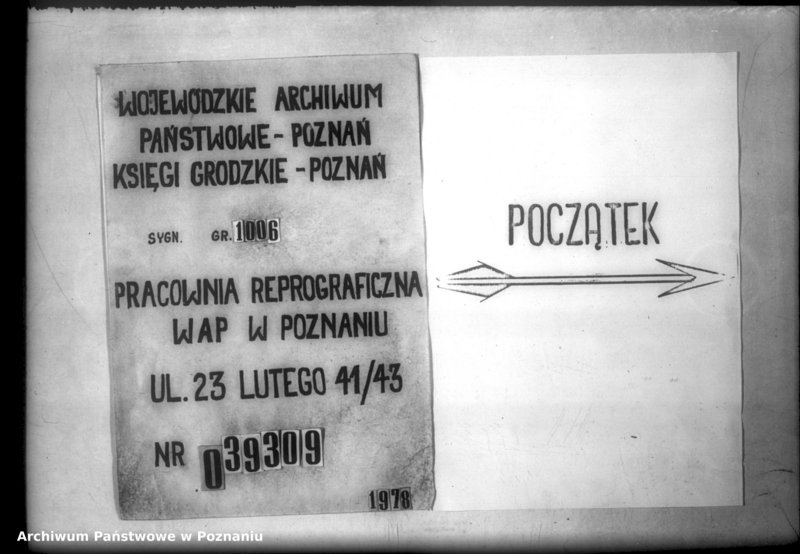 WOJEWÓDZKIE ARCHIWUM
PAŃSTWOWE - POZNAŃ
KSIĘGI GRODZKIE - POZNAŃ
SYGN. GR. 1006
PRACOWNIA REPROGRAFICZNA
WAP W POZNANIU
UL. 23 LUTEGO 41/43
NR 039309
1978
POCZĄTEK
Archiwum Państwowe w Poznaniu